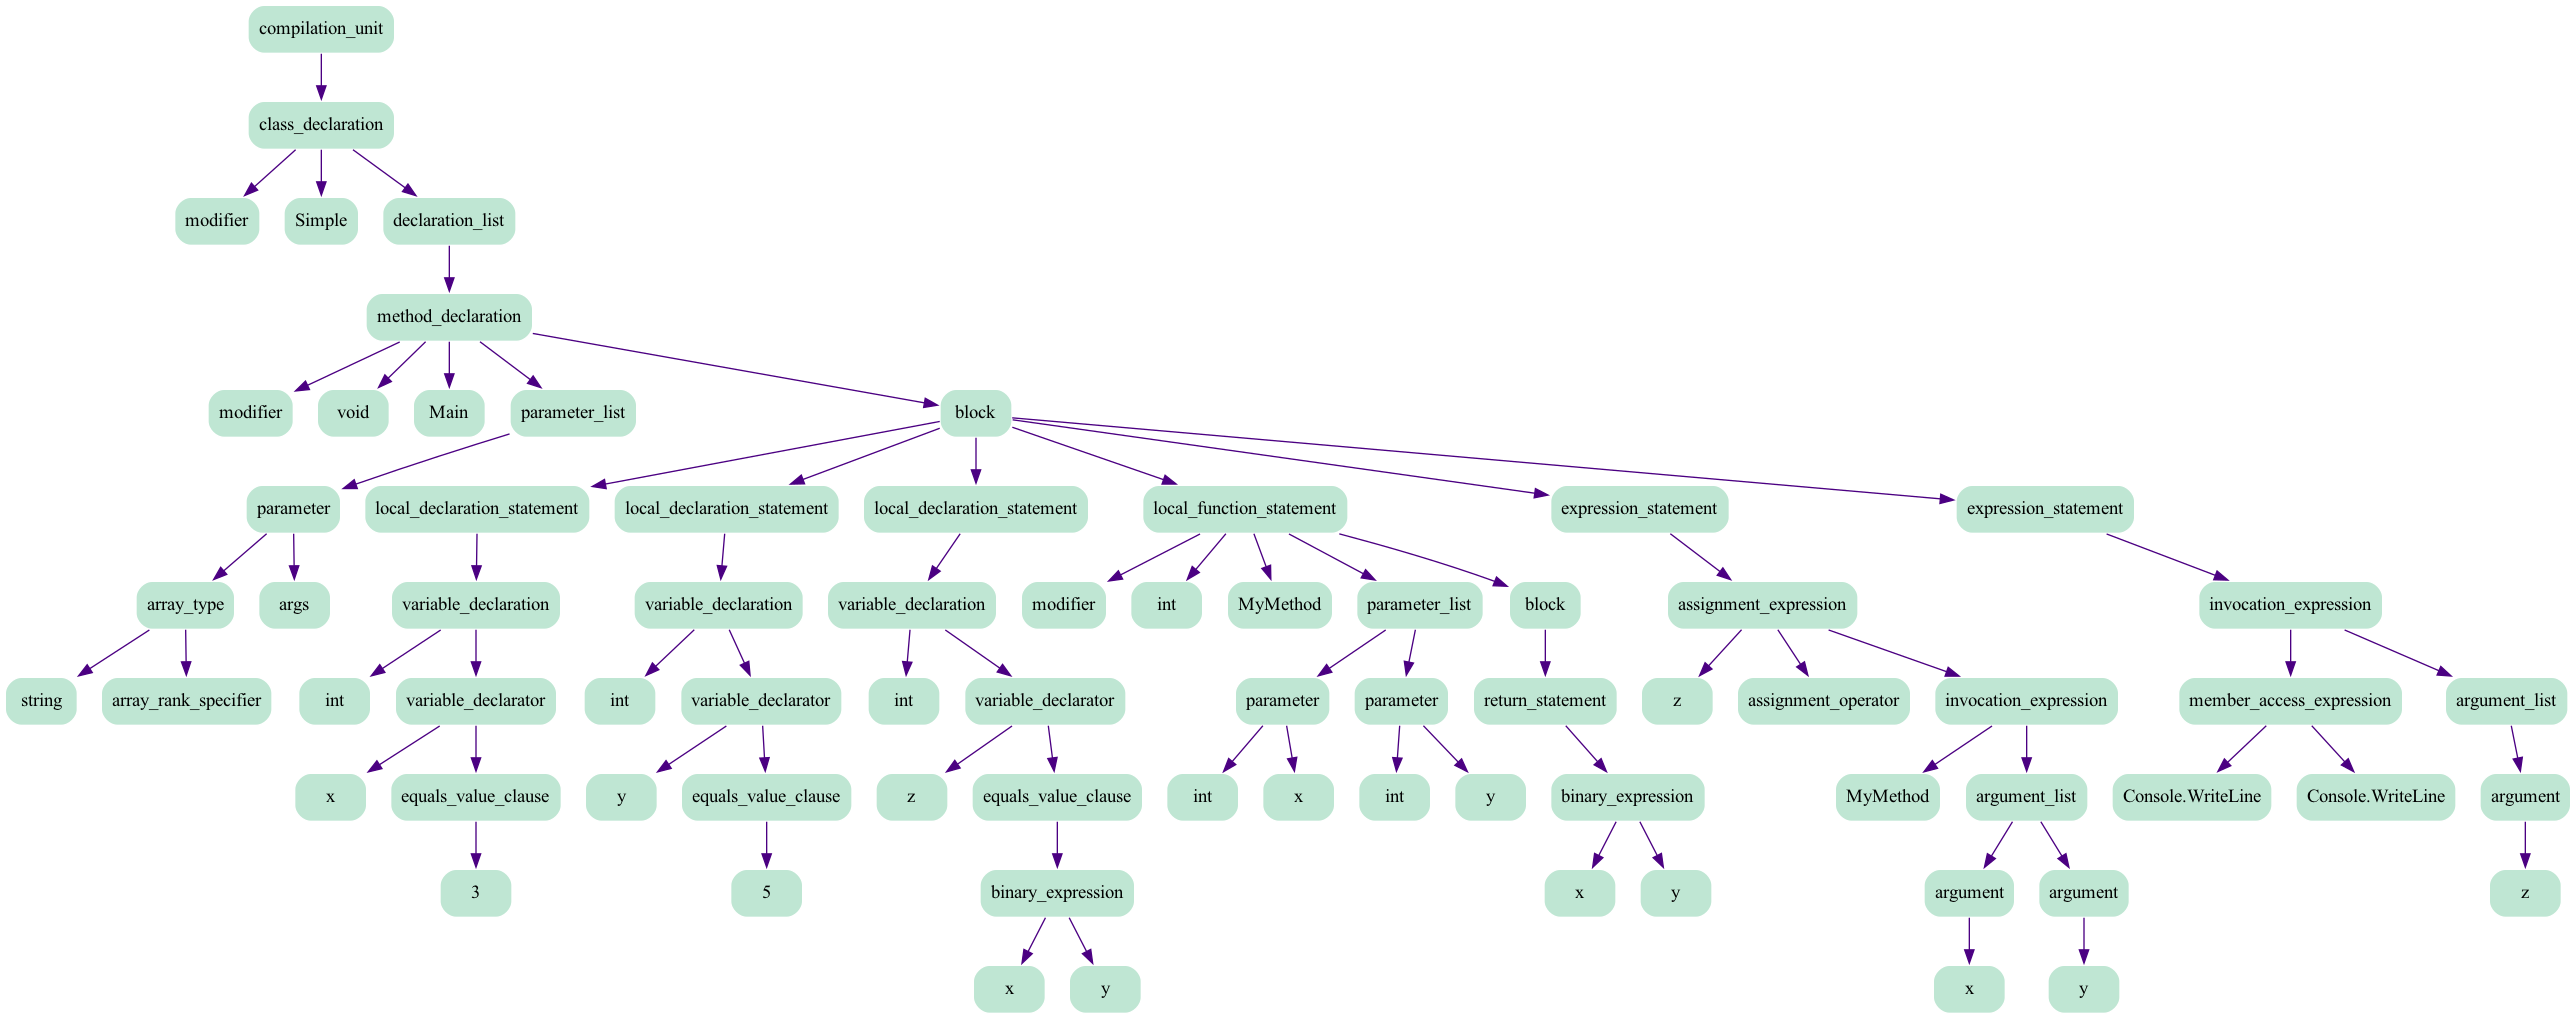 compilation_unit
class_declaration
modifier Simple declaration_list
method_declaration
modifier void Main parameter_list block
parameter local_declaration_statement local_declaration_statement local_declaration_statement local_function_statement expression_statement expression_statement
array_type args variable_declaration variable_declaration variable_declaration modifier int MyMethod parameter_list block assignment_expression invocation_expression
string array_rank_specifier int variable_declarator int variable_declarator int variable_declarator parameter parameter return_statement z assignment_operator invocation_expression member_access_expression argument_list
x equals_value_clause y equals_value_clause z equals_value_clause int x int y binary_expression MyMethod argument_list Console.WriteLine Console.WriteLine argument
3 5 binary_expression x y argument argument z
x y x y